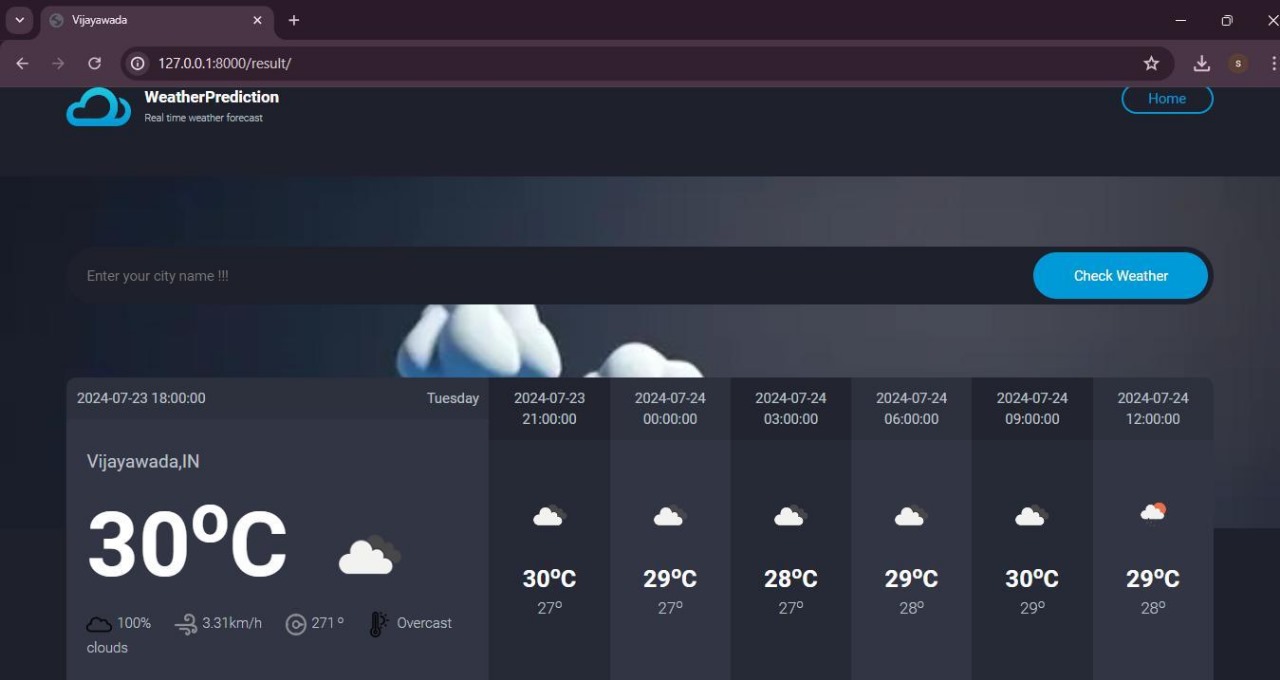 Vijayawada
127.0.0.1:8000/result/
S
WeatherPrediction
Real time weather forecast
Home
Enter your city name !!!
Check Weather
2024-07-23 18:00:00 Tuesday
Vijayawada,IN
30ºC
100% clouds
3.31km/h
271 º
Overcast
2024-07-23
21:00:00
30ºC
27º
2024-07-24
00:00:00
29ºC
27º
2024-07-24
03:00:00
28ºC
27º
2024-07-24
06:00:00
29ºC
28º
2024-07-24
09:00:00
30ºC
29º
2024-07-24
12:00:00
29ºC
28º